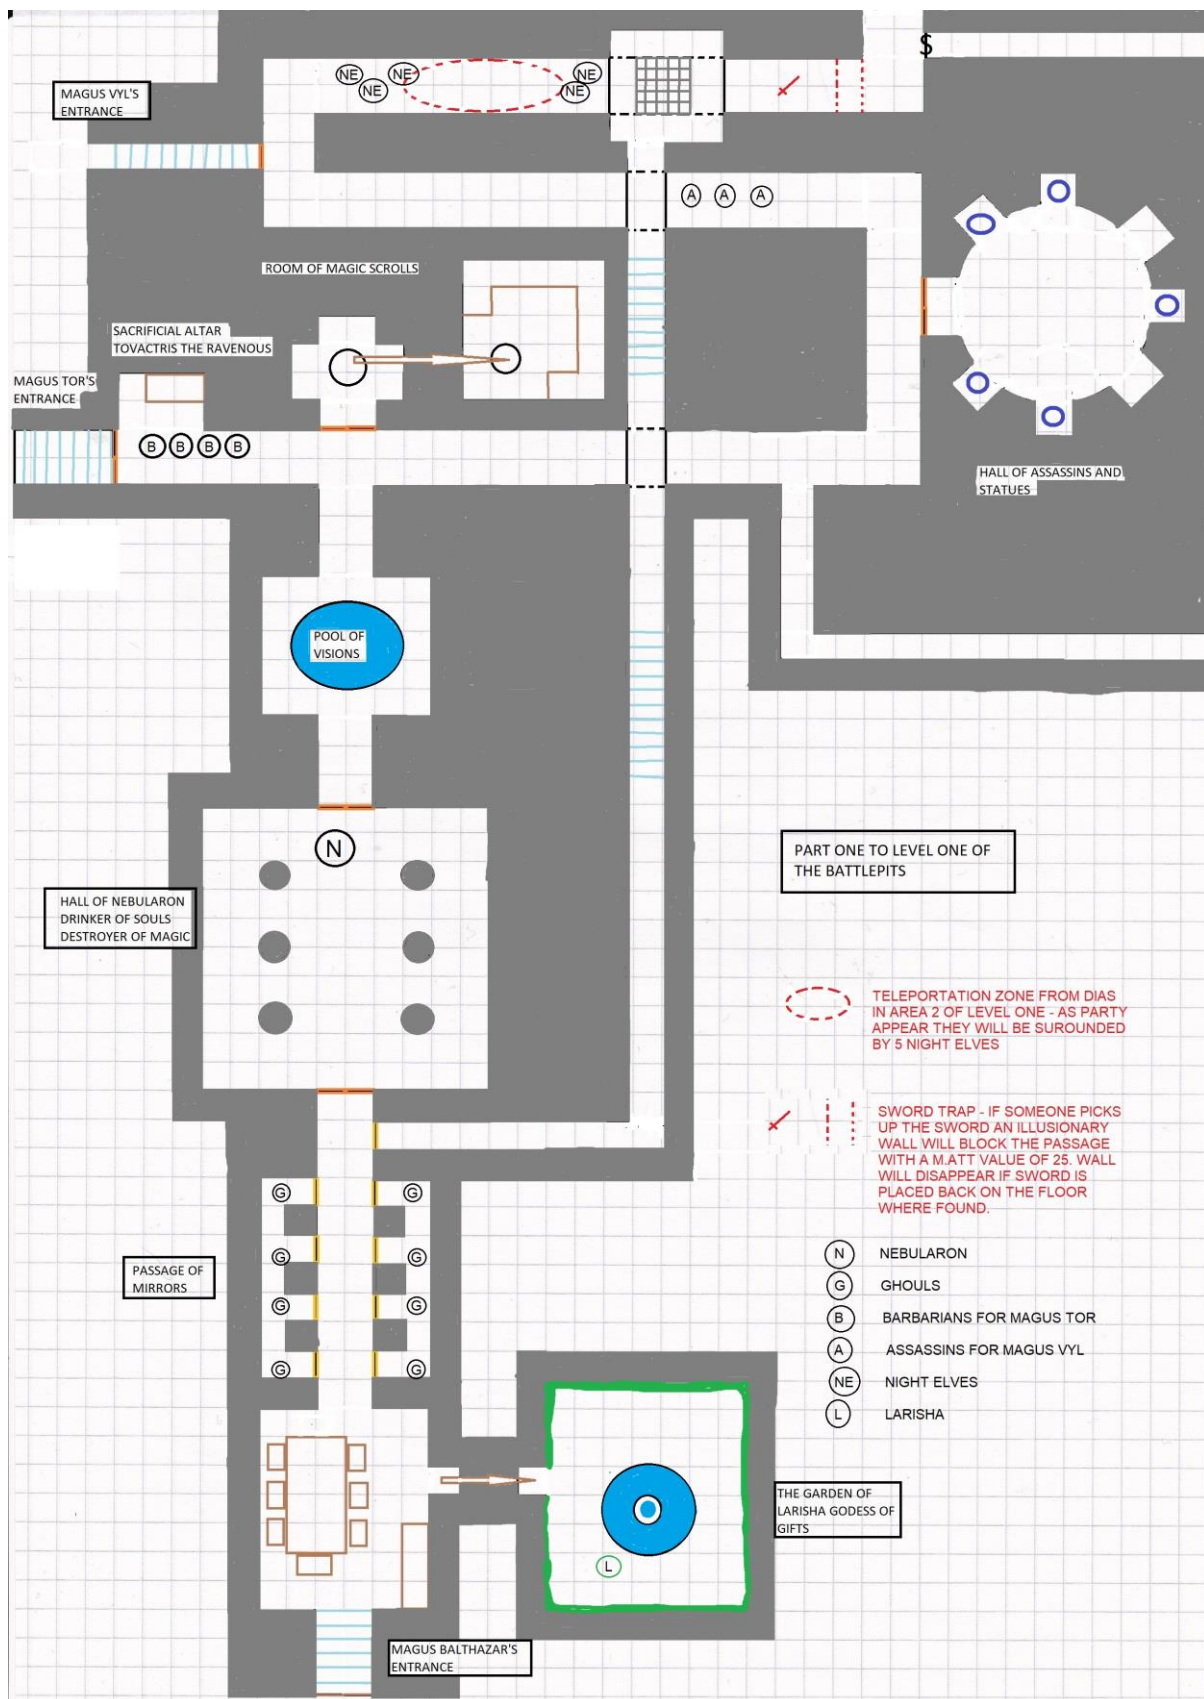 $
NE
NE
NE
NE
NE
MAGUS VYL'S
ENTRANCE
A
A
A
ROOM OF MAGIC SCROLLS
SACRIFICIAL ALTAR
TOVACTRIS THE RAVENOUS
MAGUS TOR'S
ENTRANCE
B
B
B
B
HALL OF ASSASSINS AND
STATUES
POOL OF
VISIONS
N
PART ONE TO LEVEL ONE OF
THE BATTLEPITS
HALL OF NEBULARON
DRINKER OF SOULS
DESTROYER OF MAGIC
TELEPORTATION ZONE FROM DIAS
IN AREA 2 OF LEVEL ONE - AS PARTY
APPEAR THEY WILL BE SUROUNDED
BY 5 NIGHT ELVES
SWORD TRAP - IF SOMEONE PICKS
UP THE SWORD AN ILLUSIONARY
WALL WILL BLOCK THE PASSAGE
WITH A M.ATT VALUE OF 25. WALL
WILL DISAPPEAR IF SWORD IS
PLACED BACK ON THE FLOOR
WHERE FOUND.
G
G
G
G
G
G
G
G
PASSAGE OF
MIRRORS
N NEBULARON
G GHOULS
B BARBARIANS FOR MAGUS TOR
A ASSASSINS FOR MAGUS VYL
NE NIGHT ELVES
L LARISHA
THE GARDEN OF
LARISHA GODESS OF
GIFTS
L
MAGUS BALTHAZAR'S
ENTRANCE